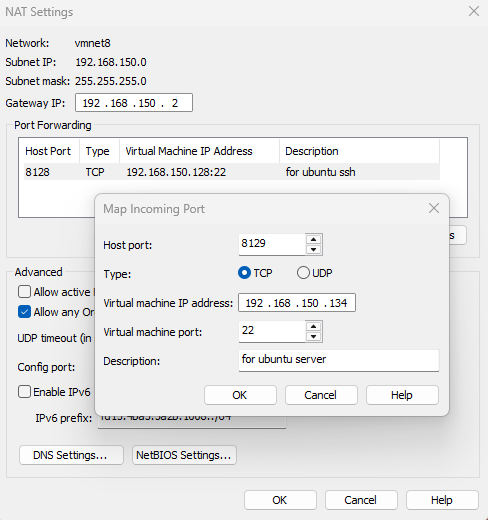 NAT Settings
Network: vmnet8
Subnet IP: 192.168.150.0
Subnet mask: 255.255.255.0
Gateway IP: 192 . 168 . 150 . 2
Port Forwarding
Host Port Type Virtual Machine IP Address Description
8128 TCP 192.168.150.128:22 for ubuntu ssh
Map Incoming Port
Host port: 8129
Type: TCP UDP
Virtual machine IP address: 192 . 168 . 150 . 134
Virtual machine port: 22
Description: for ubuntu server
OK Cancel Help
Advanced
Allow active
Allow any Or
UDP timeout (in
Config port:
Enable IPv6
IPv6 prefix:
DNS Settings... NetBIOS Settings...
OK Cancel Help